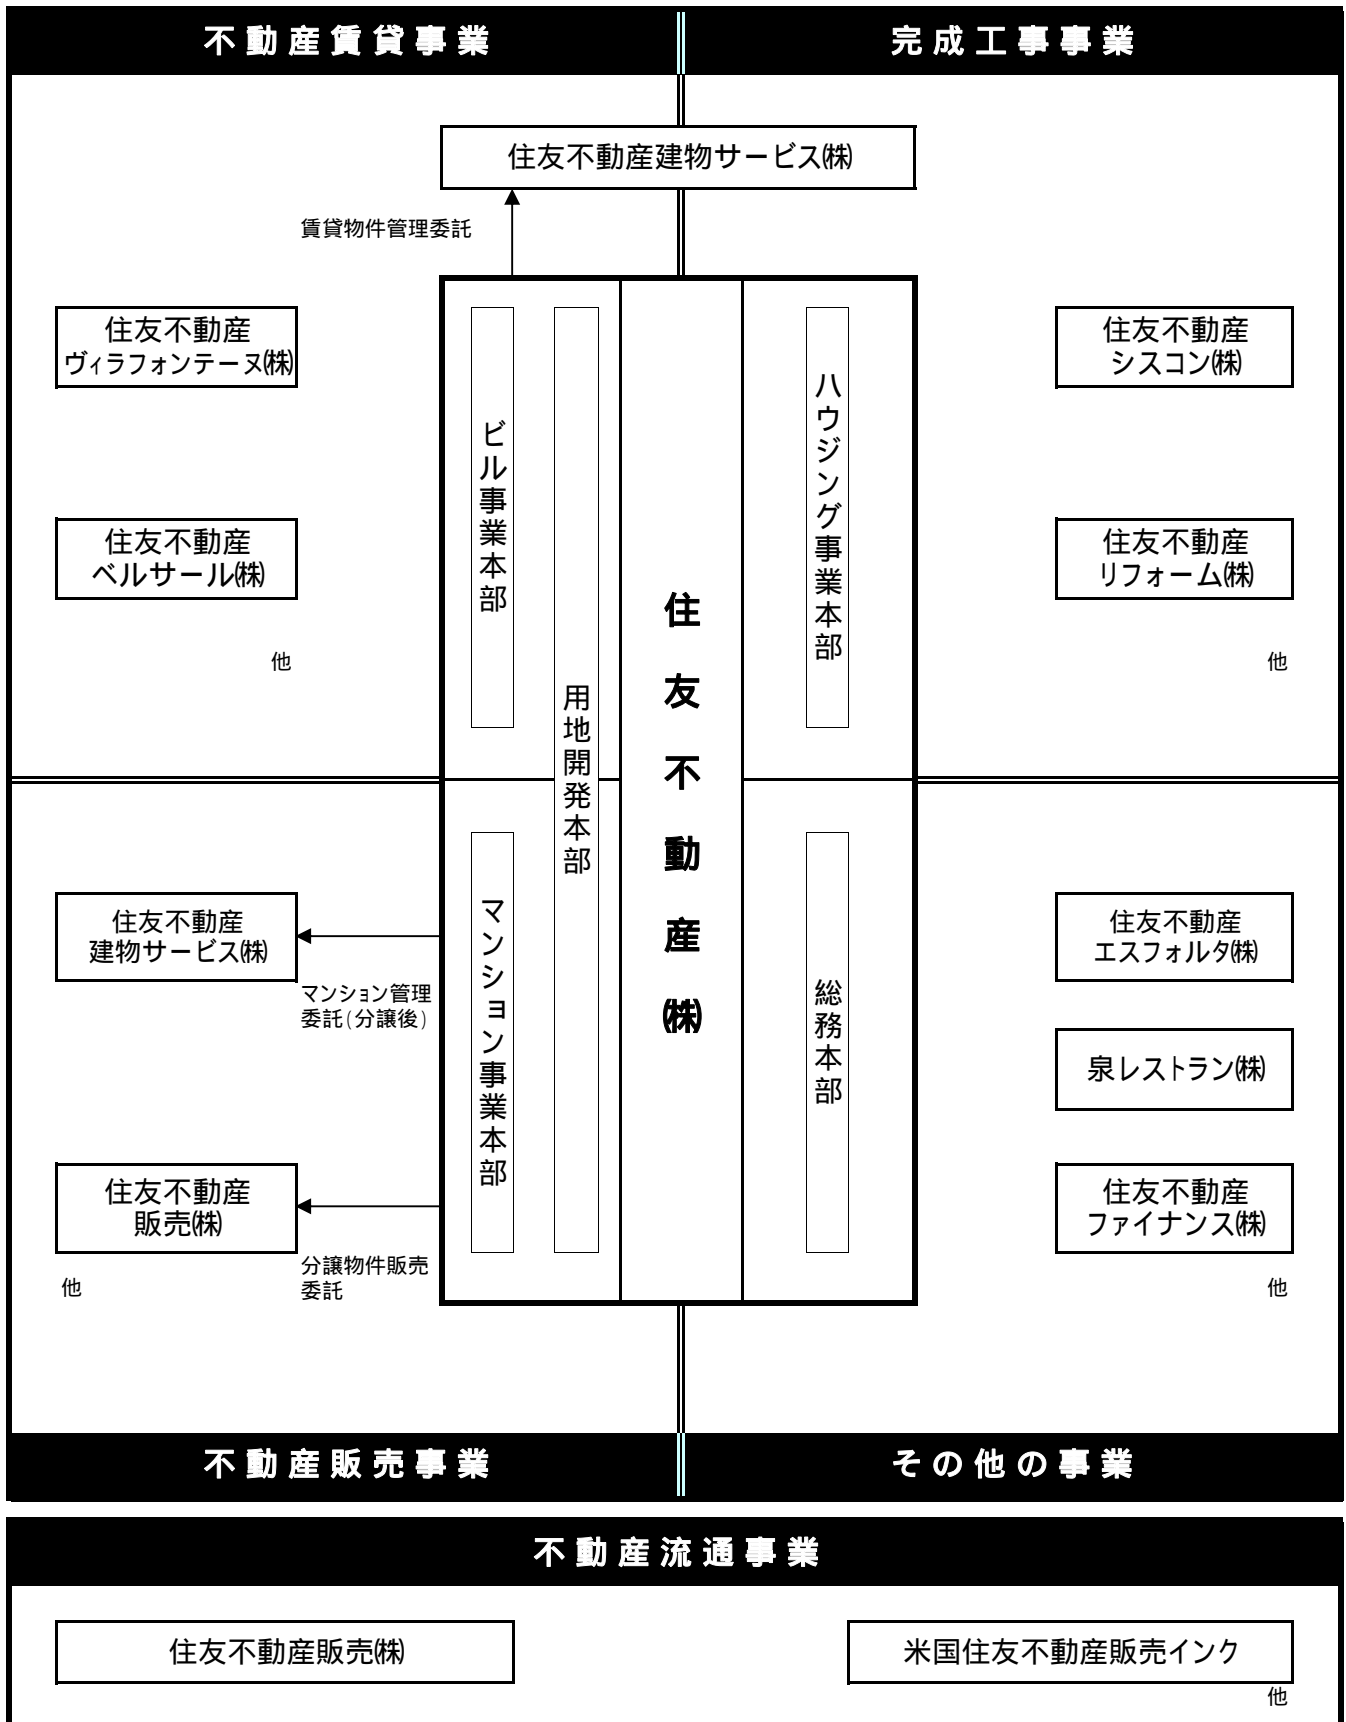 不動産賃貸事業
完成工事事業
住友不動産建物サービス㈱
賃貸物件管理委託
住友不動産
ヴィラフォンテーヌ㈱
住友不動産
ベルサール㈱
他
ビル事業本部
用地開発本部
住友不動産㈱
ハウジング事業本部
住友不動産
シスコン㈱
住友不動産
リフォーム㈱
他
住友不動産
建物サービス㈱
マンション管理
委託(分譲後)
住友不動産
販売㈱
他
分譲物件販売
委託
マンション事業本部
総務本部
住友不動産
エスフォルタ㈱
泉レストラン㈱
住友不動産
ファイナンス㈱
他
不動産販売事業
その他の事業
不動産流通事業
住友不動産販売㈱
米国住友不動産販売インク
他